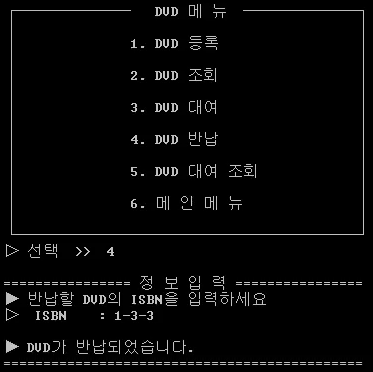 DVD 메 뉴
1. DVD 등록
2. DVD 조회
3. DVD 대여
4. DVD 반납
5. DVD 대여 조회
6. 메 인 메 뉴
▷ 선택 >> 4
================ 정 보 입 력 ================
▶ 반납할 DVD의 ISBN을 입력하세요
▷ ISBN : 1-3-3
▶ DVD가 반납되었습니다.
=============================================